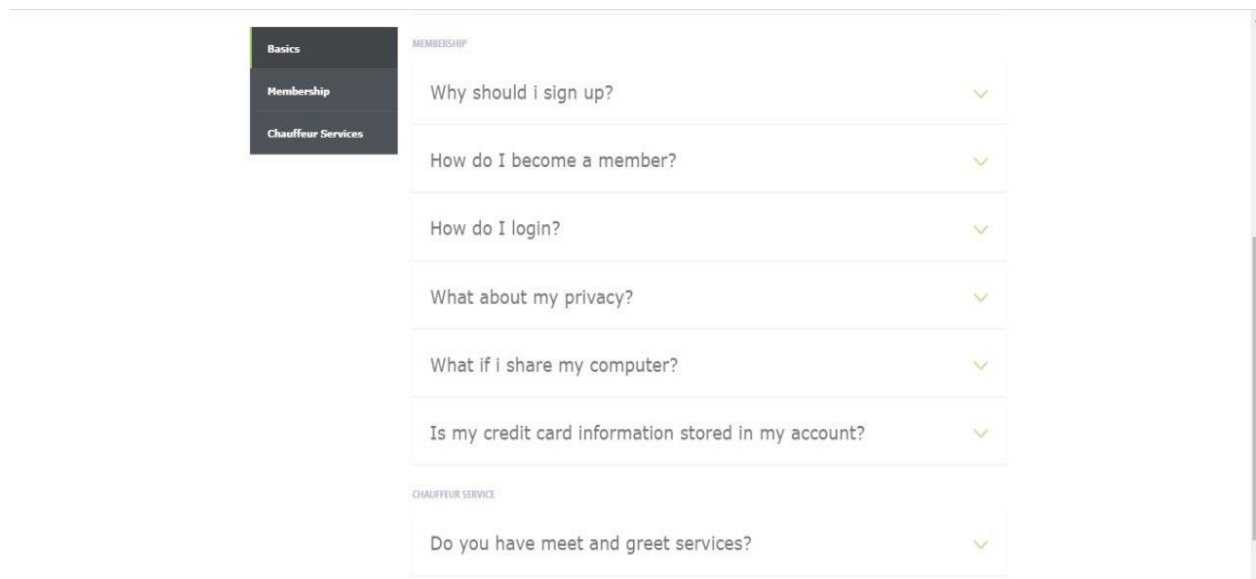 Basics
Membership
Chauffeur Services
MEMBERSHIP
Why should i sign up?
How do I become a member?
How do I login?
What about my privacy?
What if i share my computer?
Is my credit card information stored in my account?
CHAUFFEUR SERVICE
Do you have meet and greet services?